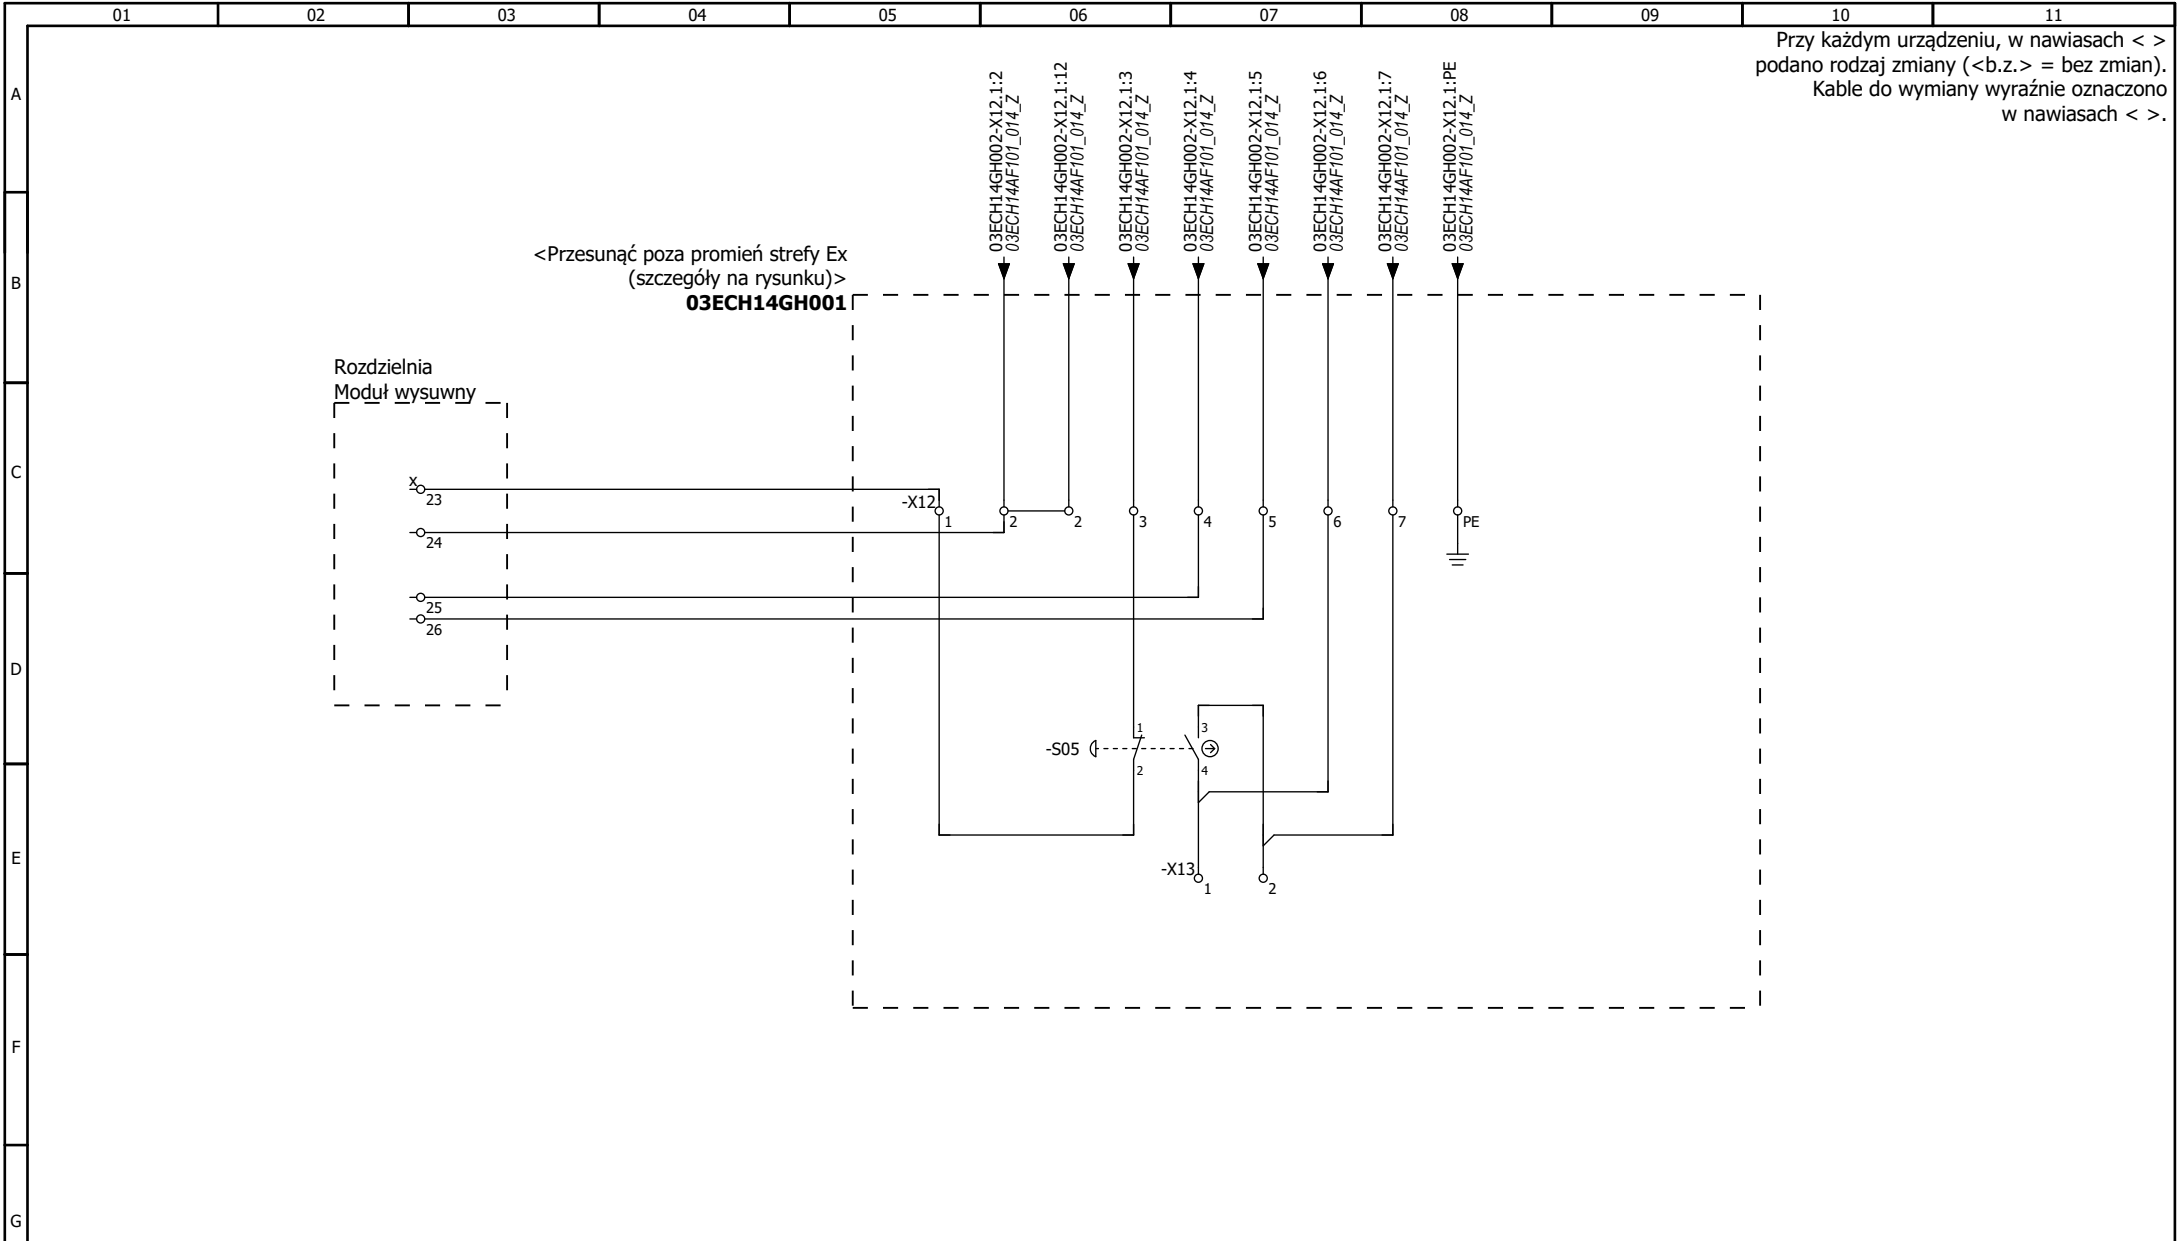 01 02 03 04 05 06 07 08 09 10 11
Przy każdym urządzeniu, w nawiasach < >
podano rodzaj zmiany (<b.z.> = bez zmian).
Kable do wymiany wyraźnie oznaczono
w nawiasach < >.
A
03ECH14GH002-X12.1:2
03ECH14AF101_014_Z
03ECH14GH002-X12.1:12
03ECH14AF101_014_Z
03ECH14GH002-X12.1:3
03ECH14AF101_014_Z
03ECH14GH002-X12.1:4
03ECH14AF101_014_Z
03ECH14GH002-X12.1:5
03ECH14AF101_014_Z
03ECH14GH002-X12.1:6
03ECH14AF101_014_Z
03ECH14GH002-X12.1:7
03ECH14AF101_014_Z
03ECH14GH002-X12.1:PE
03ECH14AF101_014_Z
<Przesunąć poza promień strefy Ex
B
(szczegóły na rysunku)>
03ECH14GH001
Rozdzielnia
Moduł wysuwny
C
x
23
-X12
1 2 2 3 4 5 6 7 PE
24
25
26
D
1 3
-S05
2 4
E
-X13
1 2
F
G